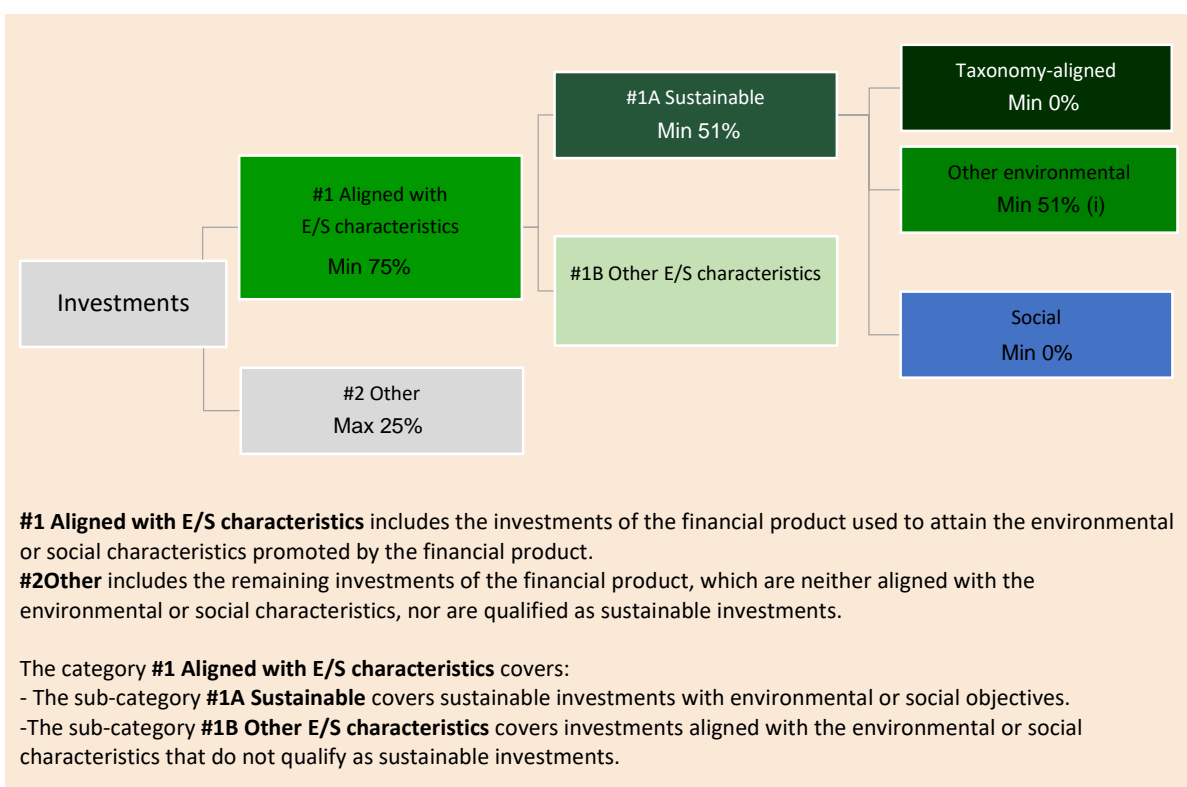 Taxonomy-aligned
Min 0%
#1A Sustainable
Min 51%
Other environmental
Min 51% (i)
#1 Aligned with
E/S characteristics
Min 75%
#1B Other E/S characteristics
Investments
Social
Min 0%
#2 Other
Max 25%
#1 Aligned with E/S characteristics includes the investments of the financial product used to attain the environmental
or social characteristics promoted by the financial product.
#2Other includes the remaining investments of the financial product, which are neither aligned with the
environmental or social characteristics, nor are qualified as sustainable investments.
The category #1 Aligned with E/S characteristics covers:
- The sub-category #1A Sustainable covers sustainable investments with environmental or social objectives.
-The sub-category #1B Other E/S characteristics covers investments aligned with the environmental or social
characteristics that do not qualify as sustainable investments.